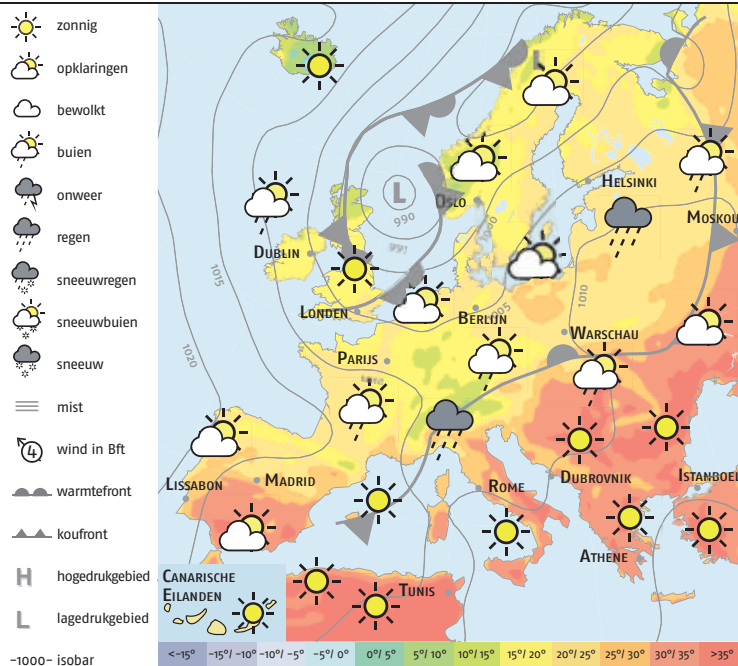 zonnig
opklaringen
bewolkt
buien
onweer
regen
sneeuwregen
sneeuwbuien
sneeuw
mist
4 wind in Bft
warmtefront
koufront
H hogedrukgebied
L lagedrukgebied
-1000- isobar
L
Helsinki
L
Oslo
990
Moskou
1000
Dublin
1015
1010
Londen
Berlijn
1005
Warschau
1020
Parijs
1010
Lissabon
Madrid
Rome
Dubrovnik
Istanboel
Athene
Canarische
Eilanden
Tunis
<-15° -15°/ -10° -10°/ -5° -5°/ 0° 0°/ 5° 5°/ 10° 10°/ 15° 15°/ 20° 20°/ 25° 25°/ 30° 30°/ 35° >35°